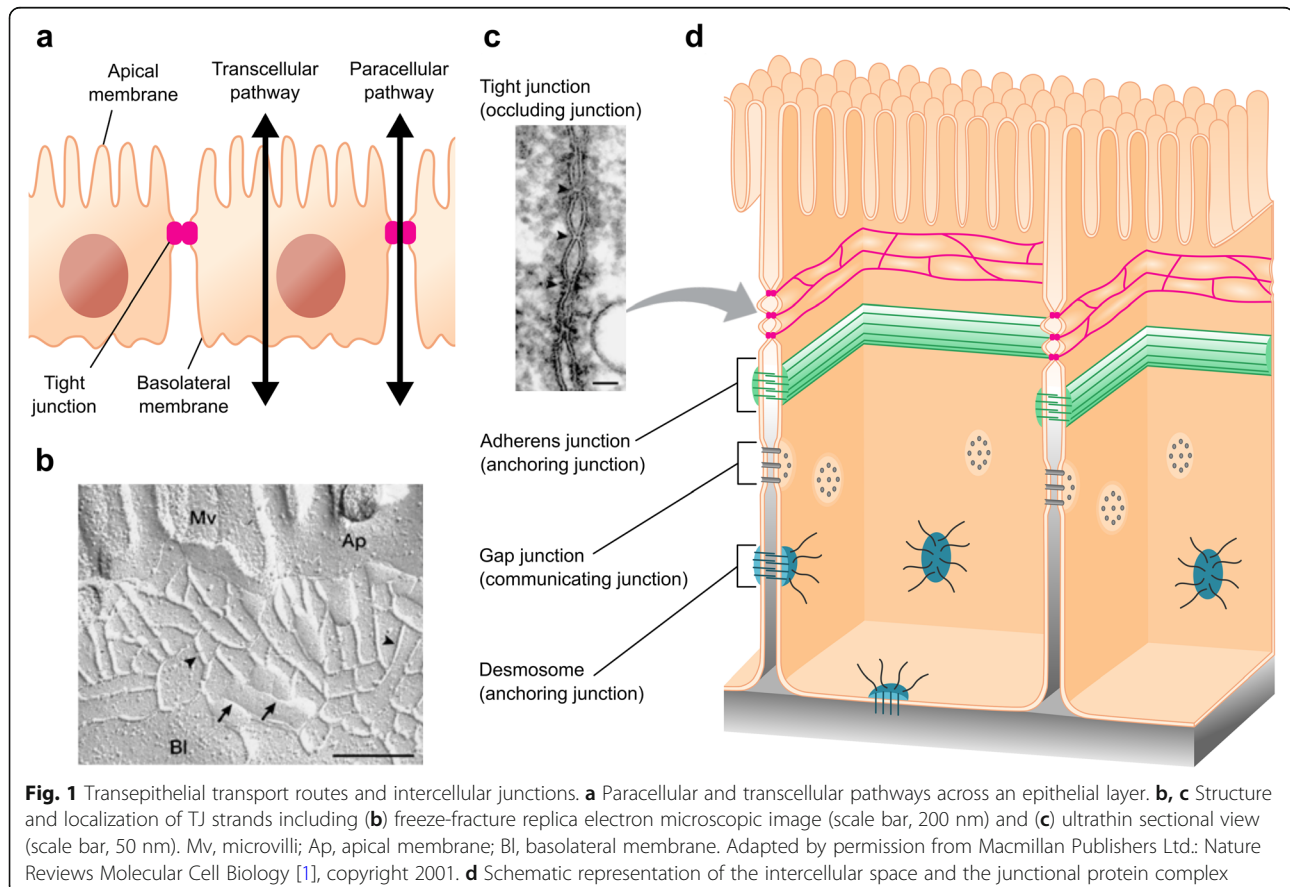 a
Apical
membrane
Transcellular
pathway
Paracellular
pathway
Tight
junction
Basolateral
membrane
b
Mv
Ap
Bl
c
Tight junction
(occluding junction)
Adherens junction
(anchoring junction)
Gap junction
(communicating junction)
Desmosome
(anchoring junction)
d
Fig. 1 Transepithelial transport routes and intercellular junctions. a Paracellular and transcellular pathways across an epithelial layer. b, c Structure
and localization of TJ strands including (b) freeze-fracture replica electron microscopic image (scale bar, 200 nm) and (c) ultrathin sectional view
(scale bar, 50 nm). Mv, microvilli; Ap, apical membrane; Bl, basolateral membrane. Adapted by permission from Macmillan Publishers Ltd.: Nature
Reviews Molecular Cell Biology [1], copyright 2001. d Schematic representation of the intercellular space and the junctional protein complex